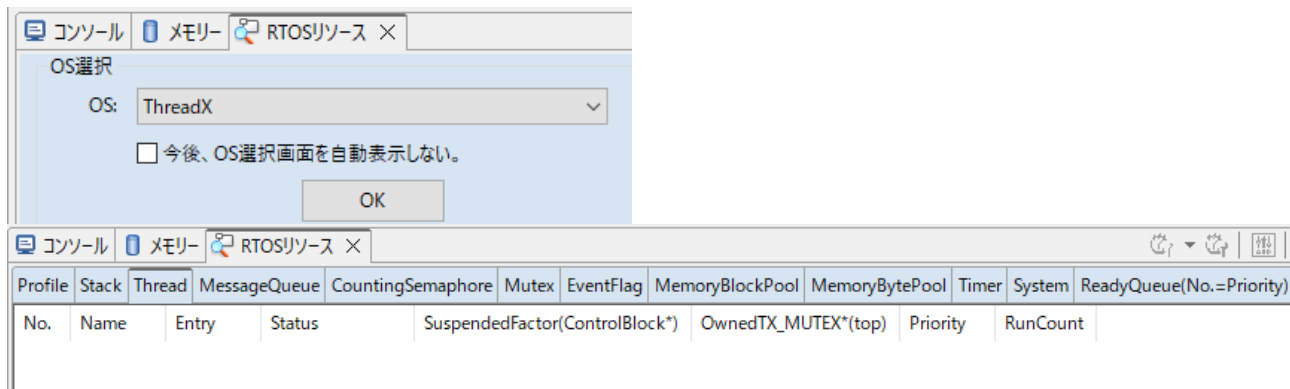 コンソール メモリー RTOSリソース
OS選択
OS: ThreadX
今後、OS選択画面を自動表示しない。
OK
コンソール メモリー RTOSリソース
Profile Stack Thread MessageQueue CountingSemaphore Mutex EventFlag MemoryBlockPool MemoryBytePool Timer System ReadyQueue(No.=Priority)
No. Name Entry Status SuspendedFactor(ControlBlock*) OwnedTX_MUTEX*(top) Priority RunCount